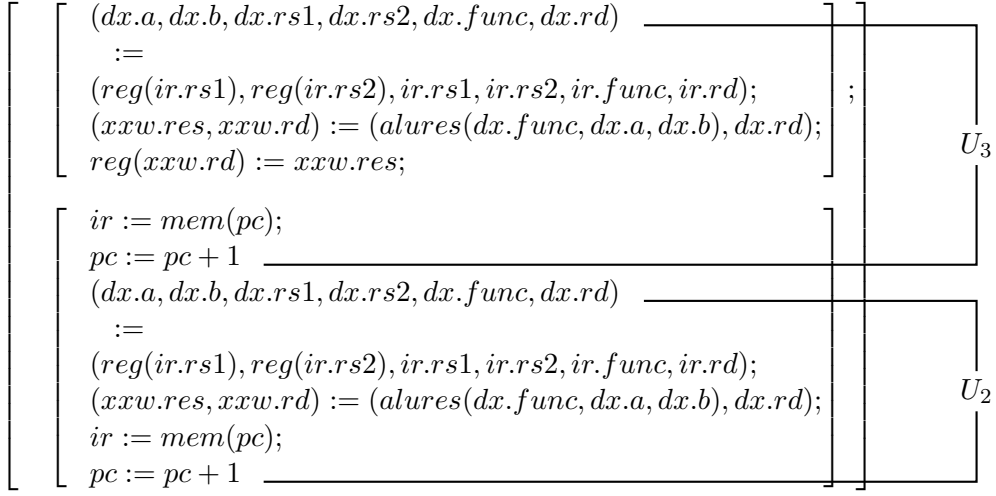 (dx.a, dx.b, dx.rs1, dx.rs2, dx.func, dx.rd)
:=
(reg(ir.rs1), reg(ir.rs2), ir.rs1, ir.rs2, ir.func, ir.rd); ;
(xxw.res, xxw.rd) := (alures(dx.func, dx.a, dx.b), dx.rd);
reg(xxw.rd) := xxw.res;
U3
ir := mem(pc);
pc := pc + 1
(dx.a, dx.b, dx.rs1, dx.rs2, dx.func, dx.rd)
:=
(reg(ir.rs1), reg(ir.rs2), ir.rs1, ir.rs2, ir.func, ir.rd);
(xxw.res, xxw.rd) := (alures(dx.func, dx.a, dx.b), dx.rd);
U2
ir := mem(pc);
pc := pc + 1